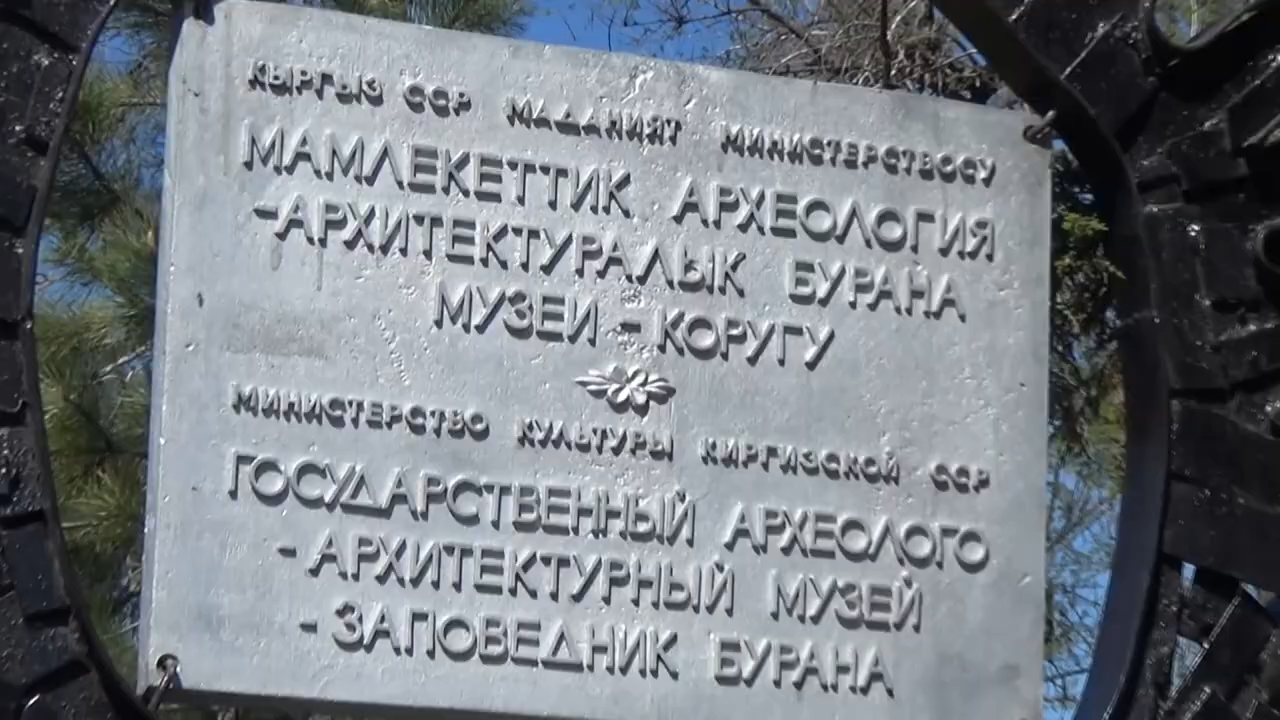 КЫРГЫЗ ССР МАДАНИЯТ МИНИСТЕРСТВОСУ
МАМЛЕКЕТТИК АРХЕОЛОГИЯ
-АРХИТЕКТУРАЛЫК БУРАНА
МУЗЕИ - КОРУГУ
МИНИСТЕРСТВО КУЛЬТУРЫ КИРГИЗСКОЙ ССР
ГОСУДАРСТВЕННЫЙ АРХЕОЛОГО
- АРХИТЕКТУРНЫЙ МУЗЕЙ
- ЗАПОВЕДНИК БУРАНА